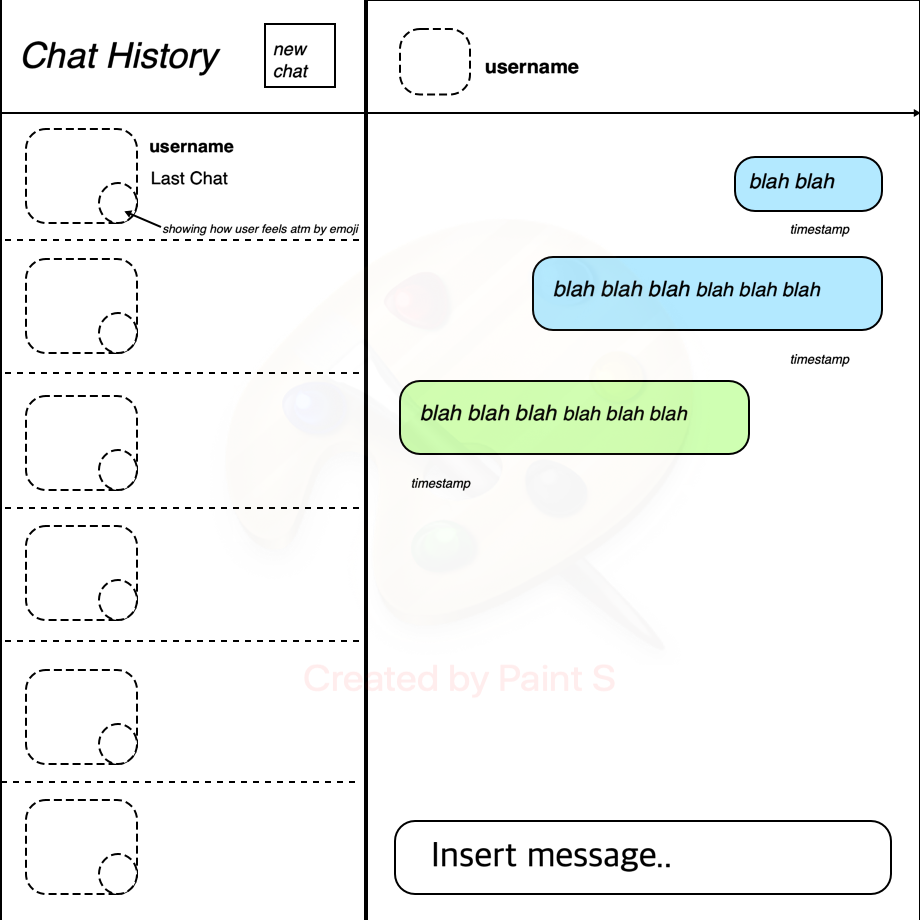 Chat History
new
chat
username
username
Last Chat
showing how user feels atm by emoji
blah blah
timestamp
blah blah blah blah blah blah
timestamp
blah blah blah blah blah blah
timestamp
Created by Paint S
Insert message..